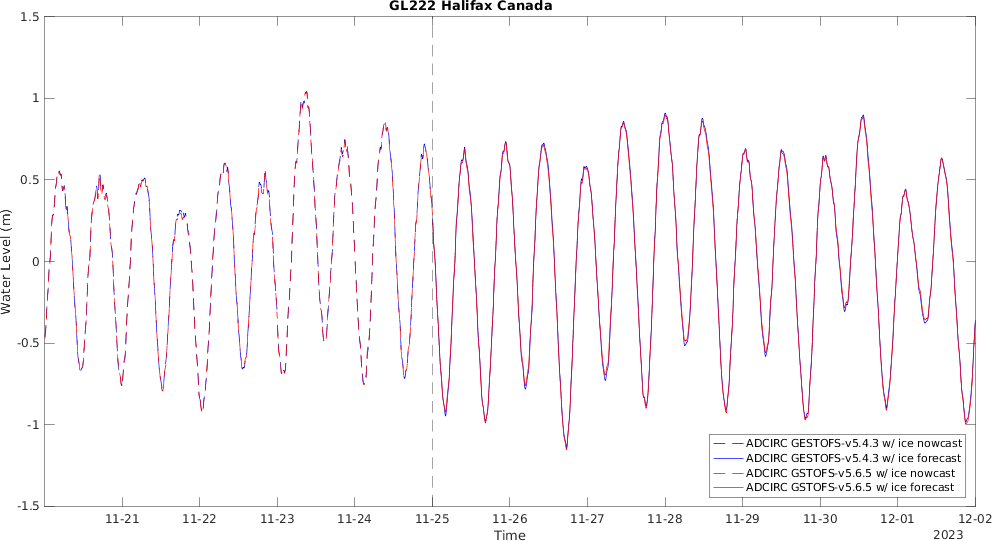 GL222 Halifax Canada
1.5
1
0.5
0
-0.5
-1
-1.5
Water Level (m)
ADCIRC GESTOFS-v5.4.3 w/ ice nowcast
ADCIRC GESTOFS-v5.4.3 w/ ice forecast
ADCIRC GSTOFS-v5.6.5 w/ ice nowcast
ADCIRC GSTOFS-v5.6.5 w/ ice forecast
11-21 11-22 11-23 11-24 11-25 11-26 11-27 11-28 11-29 11-30 12-01 12-02
Time
2023